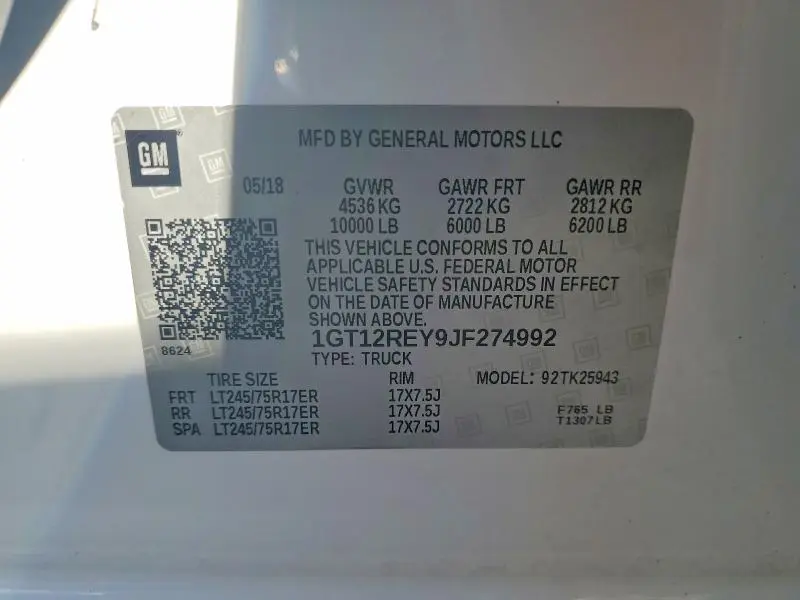 GM
MFD BY GENERAL MOTORS LLC
05/18 GVWR GAWR FRT GAWR RR
4536 KG 2722 KG 2812 KG
10000 LB 6000 LB 6200 LB
THIS VEHICLE CONFORMS TO ALL
APPLICABLE U.S. FEDERAL MOTOR
VEHICLE SAFETY STANDARDS IN EFFECT
ON THE DATE OF MANUFACTURE
SHOWN ABOVE.
8624 1GT12REY9JF274992
TYPE: TRUCK
TIRE SIZE RIM MODEL: 92TK25943
FRT LT245/75R17ER 17X7.5J
RR LT245/75R17ER 17X7.5J F765 LB
SPA LT245/75R17ER 17X7.5J T1307LB